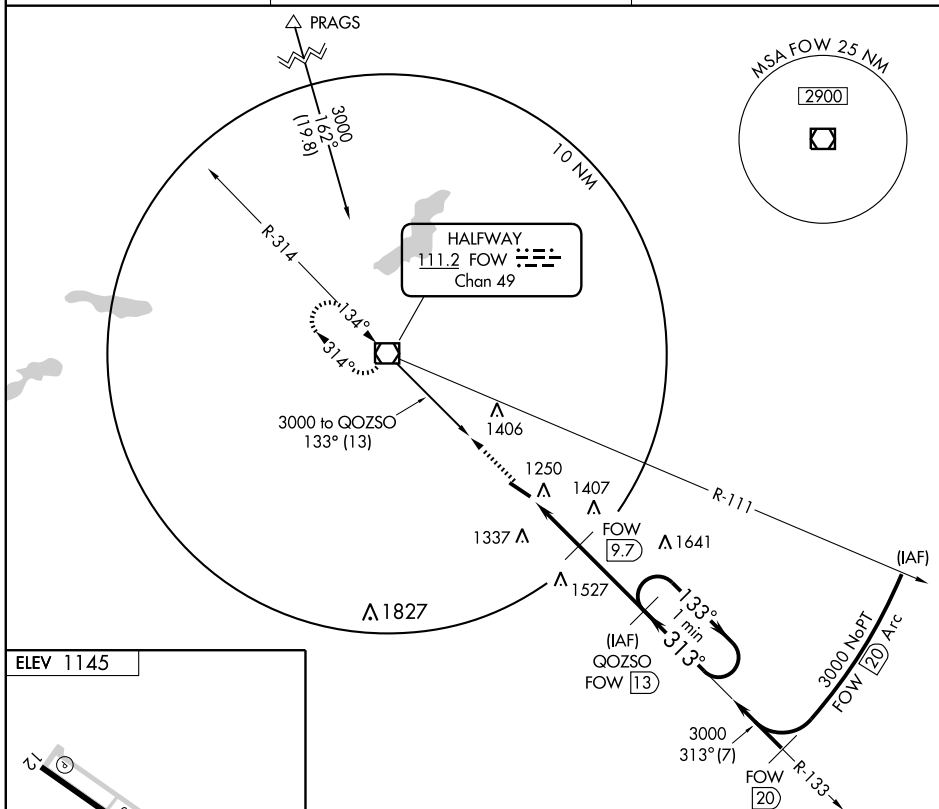 PRAGS
3000
162°
(19.8)
MSA FOW 25 NM
2900
10 NM
R-314
HALFWAY
111.2 FOW
Chan 49
134°
314°
3000 to QOZSO
133° (13)
1406
1250
1407
R-111
1337
FOW
9.7
1641
(IAF)
1527
133°
1 min
313°
1827
(IAF)
QOZSO
FOW 13
3000 NoPT
FOW 20 Arc
ELEV 1145
3000
313° (7)
FOW
20
R-133
12
P